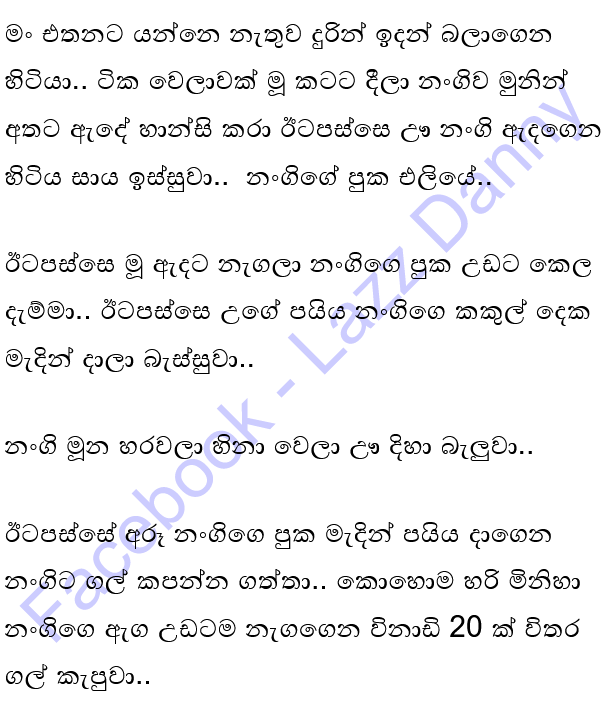 මං එතනට යන්නෙ නැතුව දුරින් ඉදන් බලාගෙන
හිටියා.. ටික වෙලාවක් මූ කටට දීලා නංගිව මුනින්
අතට ඇදේ හාන්සි කරා ඊටපස්සෙ ඌ නංගි ඇදගෙන
හිටිය සාය ඉස්සුවා..  නංගිගේ පුක එලියේ..
ඊටපස්සෙ මූ ඇදට නැගලා නංගිගෙ පුක උඩට කෙල
දැම්මා.. ඊටපස්සෙ උගේ පයිය නංගිගෙ කකුල් දෙක
මැදින් දාලා බැස්සුවා..
නංගි මූන හරවලා හිනා වෙලා ඌ දිහා බැලුවා..
ඊටපස්සේ අරූ නංගිගෙ පුක මැදින් පයිය දාගෙන
නංගිට ගල් කපන්න ගත්තා.. කොහොම හරි මිනිහා
නංගිගෙ ඇග උඩටම නැගගෙන විනාඩි 20 ක් විතර
ගල් කැපුවා..
Facebook - Lazz Danny